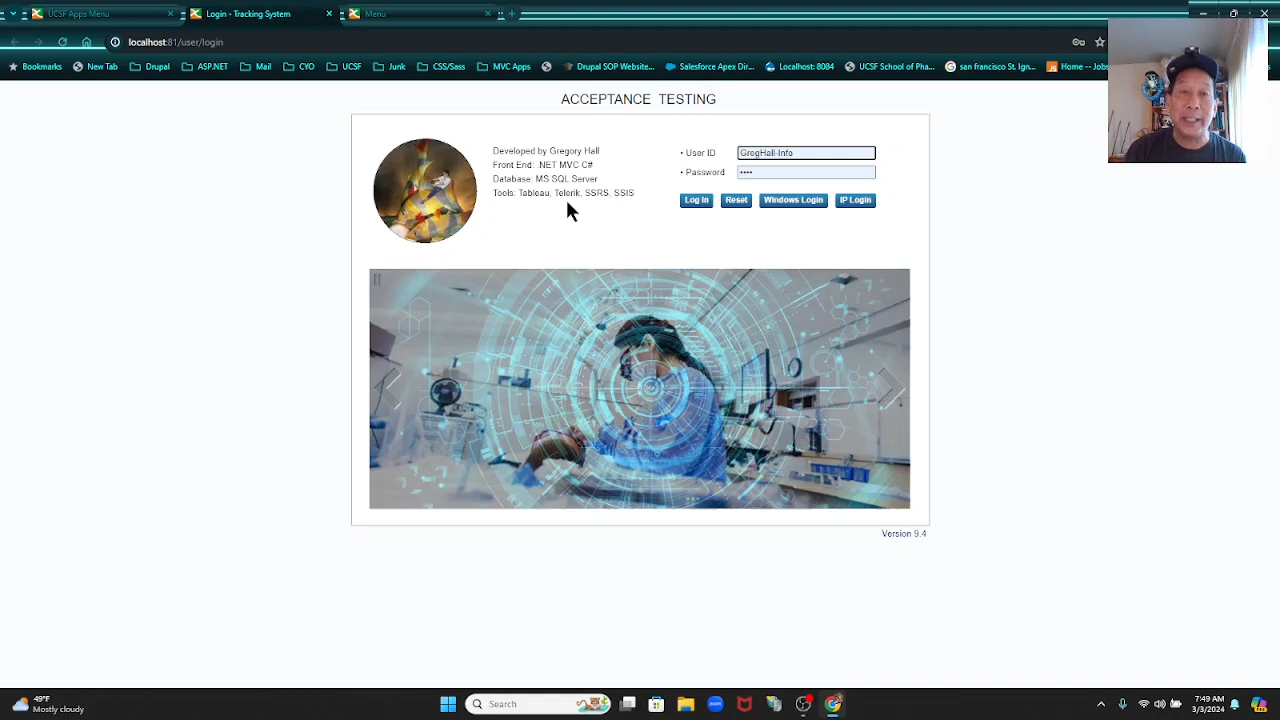 UCSF Apps Menu
Login - Tracking System
Menu
localhost:81/user/login
Bookmarks
New Tab
Drupal
ASP.NET
Mail
CYO
UCSF
Junk
CSS/Sass
MVC Apps
Drupal SOP Website...
Salesforce Apex Dir...
Localhost: 8084
UCSF School of Pha...
san francisco St. Ign...
Home -- Jobs
ACCEPTANCE TESTING
Developed by Gregory Hall
Front End: .NET MVC C#
Database: MS SQL Server
Tools: Tableau, Telerik, SSRS, SSIS
• User ID
GregHall-Info
• Password
••••
Log In
Reset
Windows Login
IP Login
Version 9.4
49°F
Mostly cloudy
Search
zoom
7:49 AM
3/3/2024